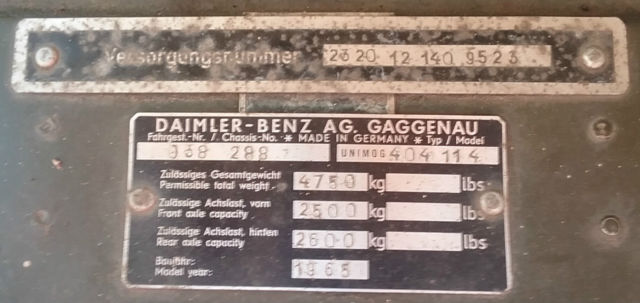 Versorgungsnummer 2320 12 140 9523
DAIMLER-BENZ AG. GAGGENAU
Fahrgest.-Nr. / Chassis-No. * MADE IN GERMANY * Typ / Model
038 288 UNIMOG 404 114
Zulässiges Gesamtgewicht
Permissible total weight 4750 kg lbs
Zulässige Achslast, vorn
Front axle capacity 2500 kg lbs
Zulässige Achslast, hinten
Rear axle capacity 2600 kg lbs
Baujahr:
Model year: 1965